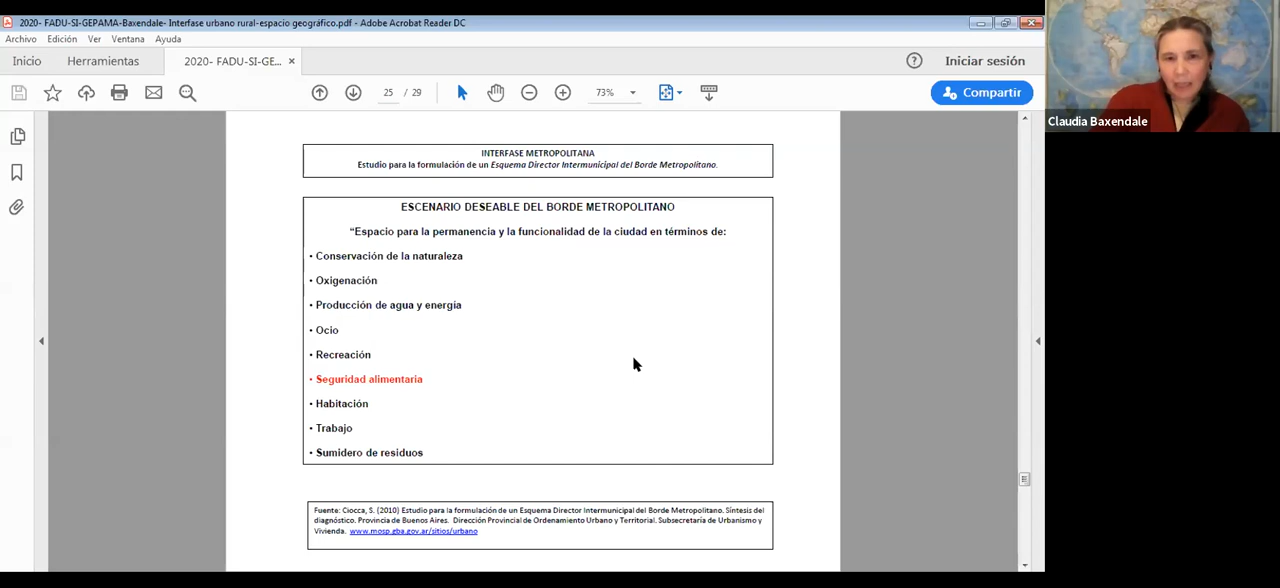 2020- FADU-SI-GEPAMA-Baxendale- Interfase urbano rural-espacio geográfico.pdf - Adobe Acrobat Reader DC
Archivo Edición Ver Ventana Ayuda
Inicio Herramientas 2020- FADU-SI-GE... × Iniciar sesión
25 / 29 73% Compartir
Claudia Baxendale
INTERFASE METROPOLITANA
Estudio para la formulación de un Esquema Director Intermunicipal del Borde Metropolitano.
ESCENARIO DESEABLE DEL BORDE METROPOLITANO
“Espacio para la permanencia y la funcionalidad de la ciudad en términos de:
• Conservación de la naturaleza
• Oxigenación
• Producción de agua y energía
• Ocio
• Recreación
• Seguridad alimentaria
• Habitación
• Trabajo
• Sumidero de residuos
Fuente: Ciocca, S. (2010) Estudio para la formulación de un Esquema Director Intermunicipal del Borde Metropolitano. Síntesis del
diagnóstico. Provincia de Buenos Aires. Dirección Provincial de Ordenamiento Urbano y Territorial. Subsecretaría de Urbanismo y
Vivienda. www.mosp.gba.gov.ar/sitios/urbano